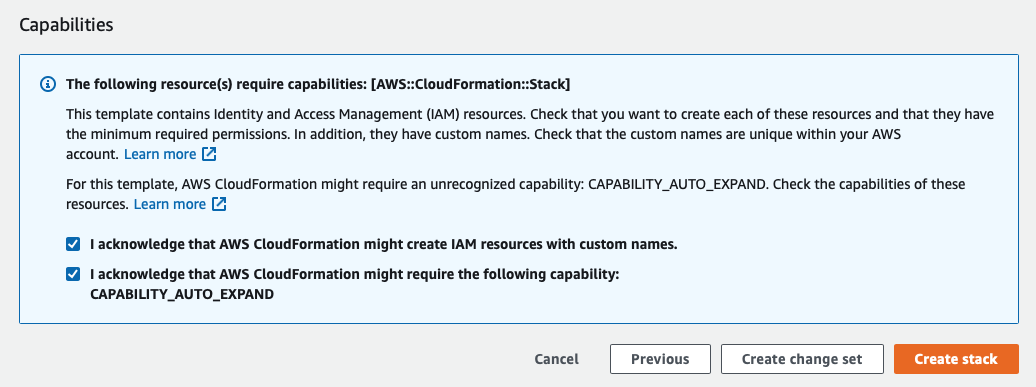 Capabilities
The following resource(s) require capabilities: [AWS::CloudFormation::Stack]
This template contains Identity and Access Management (IAM) resources. Check that you want to create each of these resources and that they have
the minimum required permissions. In addition, they have custom names. Check that the custom names are unique within your AWS
account. Learn more
For this template, AWS CloudFormation might require an unrecognized capability: CAPABILITY_AUTO_EXPAND. Check the capabilities of these
resources. Learn more
I acknowledge that AWS CloudFormation might create IAM resources with custom names.
I acknowledge that AWS CloudFormation might require the following capability:
CAPABILITY_AUTO_EXPAND
Cancel Previous Create change set Create stack